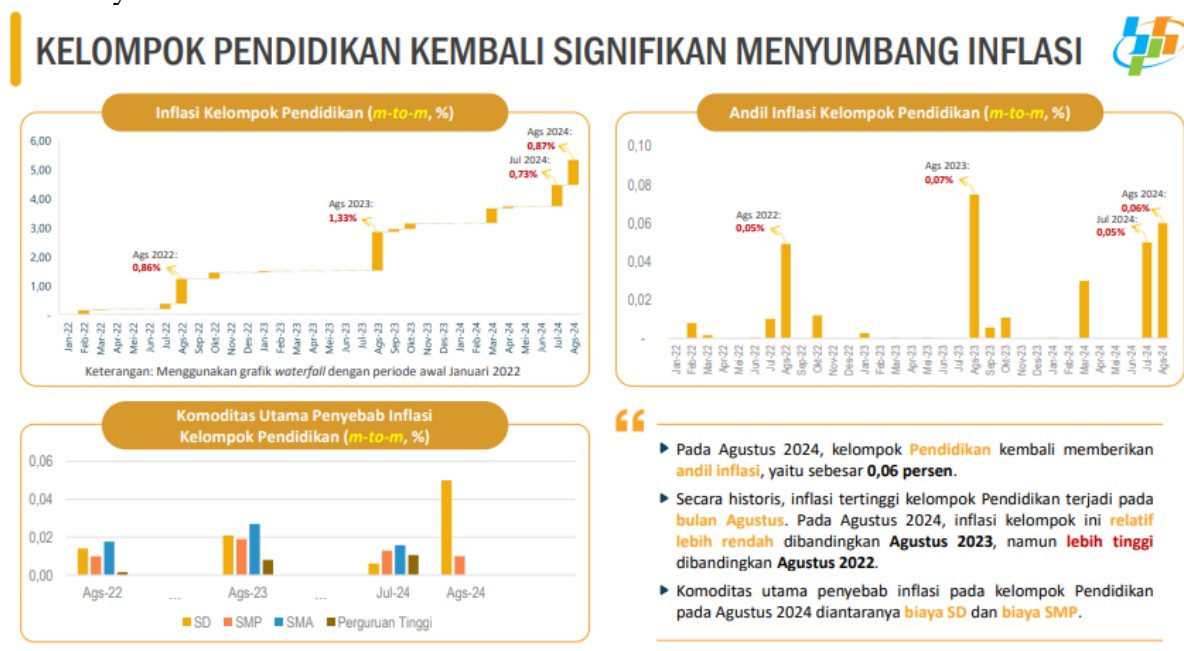 KELOMPOK PENDIDIKAN KEMBALI SIGNIFIKAN MENYUMBANG INFLASI
Inflasi Kelompok Pendidikan (m-to-m, %)
6,00
5,00
4,00
3,00
2,00
1,00
-
Ags 2022:
0,86%
Ags 2023:
1,33%
Jul 2024:
0,73%
Ags 2024:
0,87%
Jan-22 Feb-22 Mar-22 Apr-22 Mei-22 Jun-22 Jul-22 Ags-22 Sep-22 Okt-22 Nov-22 Des-22 Jan-23 Feb-23 Mar-23 Apr-23 Mei-23 Jun-23 Jul-23 Ags-23 Sep-23 Okt-23 Nov-23 Des-23 Jan-24 Feb-24 Mar-24 Apr-24 Mei-24 Jun-24 Jul-24 Ags-24
Keterangan: Menggunakan grafik waterfall dengan periode awal Januari 2022
Andil Inflasi Kelompok Pendidikan (m-to-m, %)
0,10
0,08
0,06
0,04
0,02
-
Ags 2022:
0,05%
Ags 2023:
0,07%
Jul 2024:
0,05%
Ags 2024:
0,06%
Jan-22 Feb-22 Mar-22 Apr-22 Mei-22 Jun-22 Jul-22 Ags-22 Sep-22 Okt-22 Nov-22 Des-22 Jan-23 Feb-23 Mar-23 Apr-23 Mei-23 Jun-23 Jul-23 Ags-23 Sep-23 Okt-23 Nov-23 Des-23 Jan-24 Feb-24 Mar-24 Apr-24 Mei-24 Jun-24 Jul-24 Ags-24
Komoditas Utama Penyebab Inflasi
Kelompok Pendidikan (m-to-m, %)
0,06
0,04
0,02
0,00
Ags-22 ... Ags-23 ... Jul-24 Ags-24
SD SMP SMA Perguruan Tinggi
Pada Agustus 2024, kelompok Pendidikan kembali memberikan
andil inflasi, yaitu sebesar 0,06 persen.
Secara historis, inflasi tertinggi kelompok Pendidikan terjadi pada
bulan Agustus. Pada Agustus 2024, inflasi kelompok ini relatif
lebih rendah dibandingkan Agustus 2023, namun lebih tinggi
dibandingkan Agustus 2022.
Komoditas utama penyebab inflasi pada kelompok Pendidikan
pada Agustus 2024 diantaranya biaya SD dan biaya SMP.